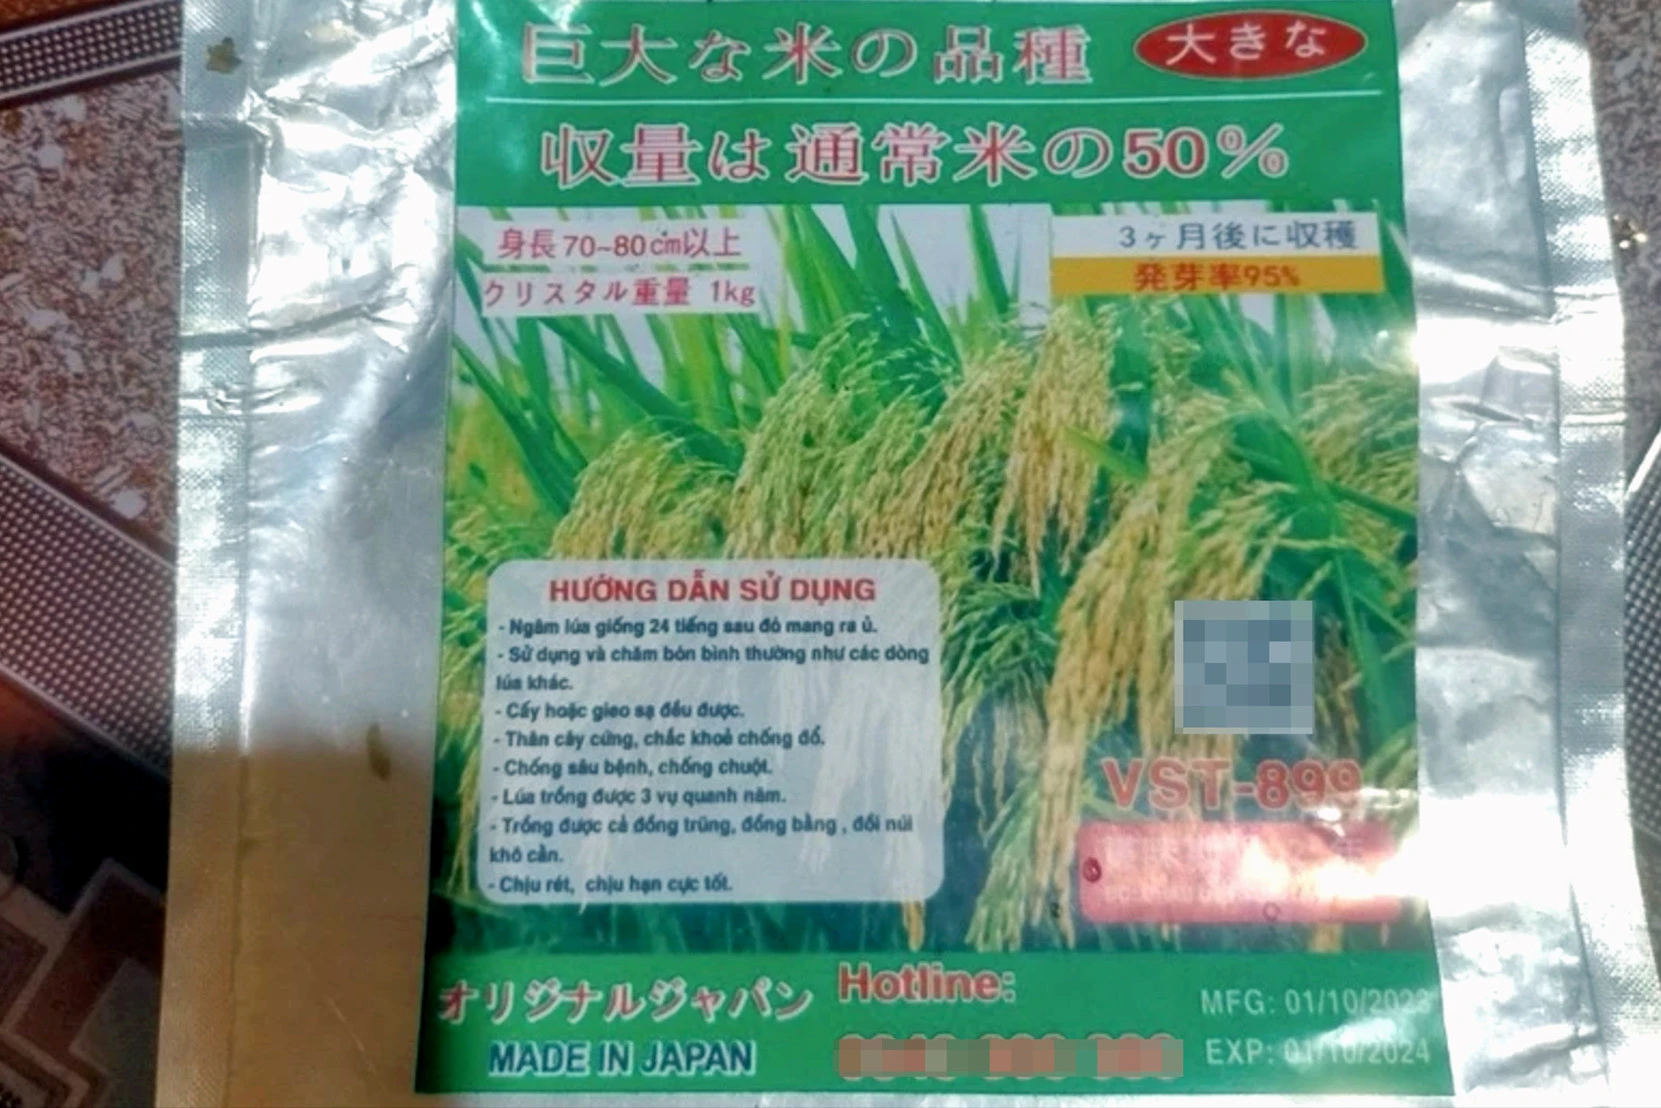 巨大な米の品種
大きな
収量は通常米の50%
身長70~80cm以上
クリスタル重量 1kg
3ヶ月後に収穫
発芽率95%
HƯỚNG DẪN SỬ DỤNG
- Ngâm lúa giống 24 tiếng sau đó mang ra ủ.
- Sử dụng và chăm bón bình thường như các dòng
lúa khác.
- Cấy hoặc gieo sạ đều được.
- Thân cây cứng, chắc khoẻ chống đổ.
- Chống sâu bệnh, chống chuột.
- Lúa trồng được 3 vụ quanh năm.
- Trồng được cả đồng trũng, đồng bằng , đồi núi
khô cằn.
- Chịu rét, chịu hạn cực tốt.
VST-899
オリジナルジャパン
MADE IN JAPAN
Hotline:
MFG: 01/10/2023
EXP: 01/10/2024